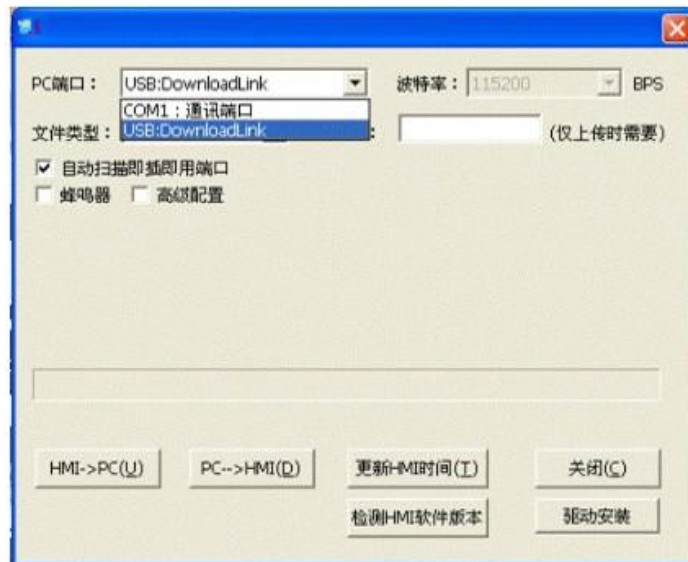 PC端口： USB:DownloadLink 波特率： 115200 BPS
COM1：通讯端口
文件类型： USB:DownloadLink : (仅上传时需要)
自动扫描即插即用端口
蜂鸣器 高级配置
HMI->PC(U) PC-->HMI(D) 更新HMI时间(T) 关闭(C)
检测HMI软件版本 驱动安装